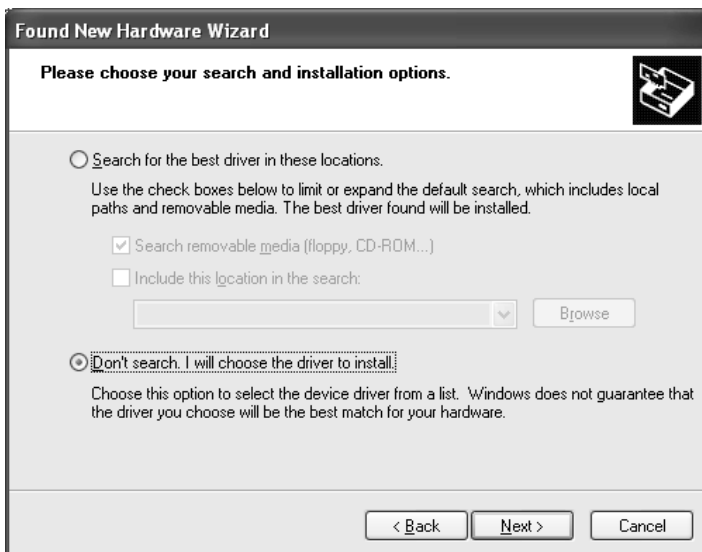 Found New Hardware Wizard
Please choose your search and installation options.
Search for the best driver in these locations.
Use the check boxes below to limit or expand the default search, which includes local
paths and removable media. The best driver found will be installed.
Search removable media (floppy, CD-ROM...)
Include this location in the search:
Browse
Don't search. I will choose the driver to install.
Choose this option to select the device driver from a list. Windows does not guarantee that
the driver you choose will be the best match for your hardware.
< Back Next > Cancel